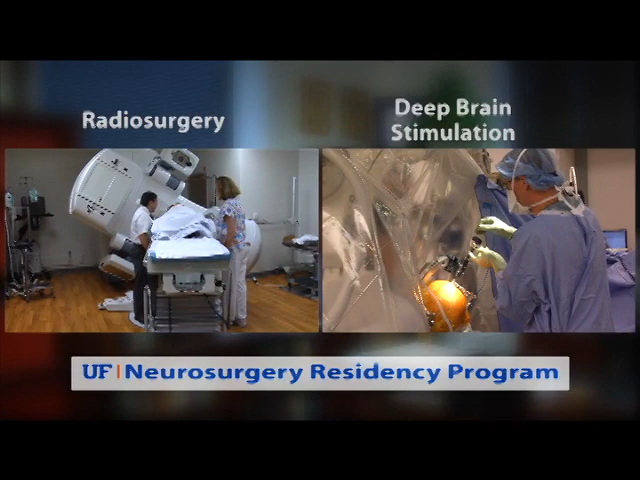 Radiosurgery
Deep Brain
Stimulation
UF | Neurosurgery Residency Program